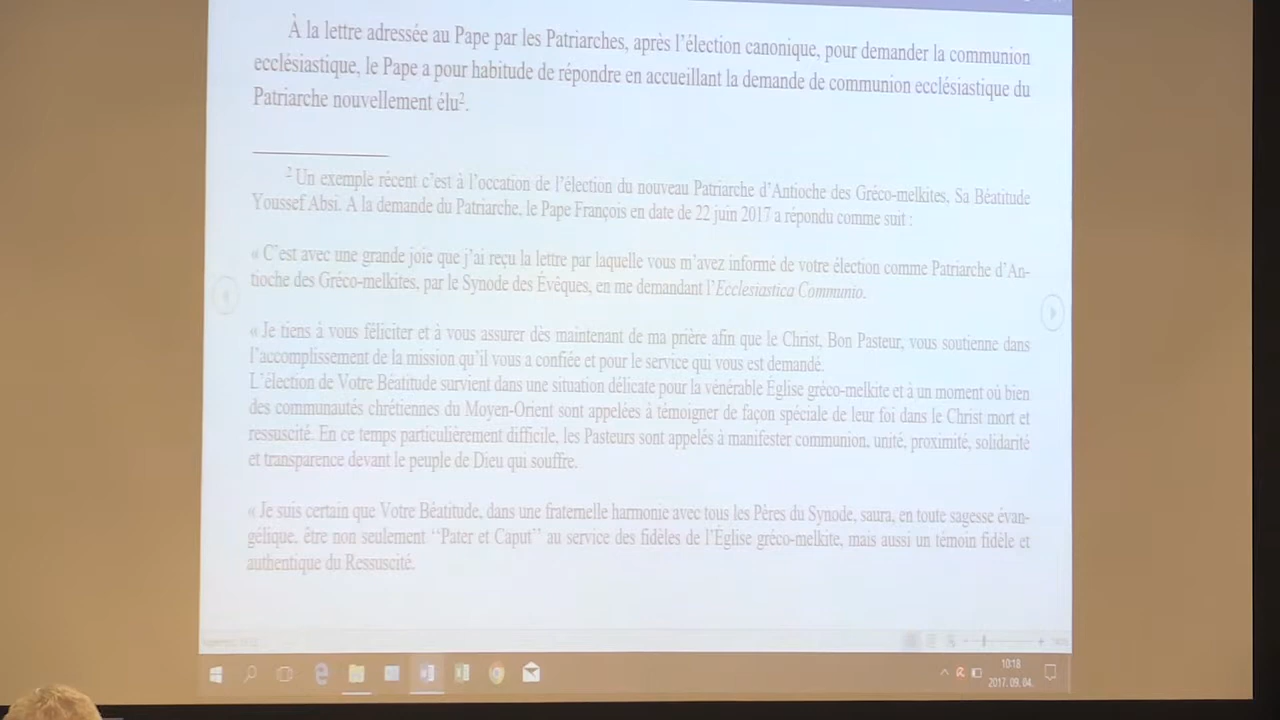 À la lettre adressée au Pape par les Patriarches, après l’élection canonique, pour demander la communion
ecclésiastique, le Pape a pour habitude de répondre en accueillant la demande de communion ecclésiastique du
Patriarche nouvellement élu².
² Un exemple récent c’est à l’occation de l’élection du nouveau Patriarche d’Antioche des Gréco-melkites, Sa Béatitude
Youssef Absi. A la demande du Patriarche, le Pape François en date de 22 juin 2017 a répondu comme suit :
« C’est avec une grande joie que j’ai reçu la lettre par laquelle vous m’avez informé de votre élection comme Patriarche d’An-
tioche des Gréco-melkites, par le Synode des Évêques, en me demandant l’Ecclesiastica Communio.
« Je tiens à vous féliciter et à vous assurer dès maintenant de ma prière afin que le Christ, Bon Pasteur, vous soutienne dans
l’accomplissement de la mission qu’il vous a confiée et pour le service qui vous est demandé.
L’élection de Votre Béatitude survient dans une situation délicate pour la vénérable Église gréco-melkite et à un moment où bien
des communautés chrétiennes du Moyen-Orient sont appelées à témoigner de façon spéciale de leur foi dans le Christ mort et
ressuscité. En ce temps particulièrement difficile, les Pasteurs sont appelés à manifester communion, unité, proximité, solidarité
et transparence devant le peuple de Dieu qui souffre.
« Je suis certain que Votre Béatitude, dans une fraternelle harmonie avec tous les Pères du Synode, saura, en toute sagesse évan-
gélique, être non seulement ‘‘Pater et Caput’’ au service des fidèles de l’Église gréco-melkite, mais aussi un témoin fidèle et
authentique du Ressuscité.
10:18
2017. 09. 04.